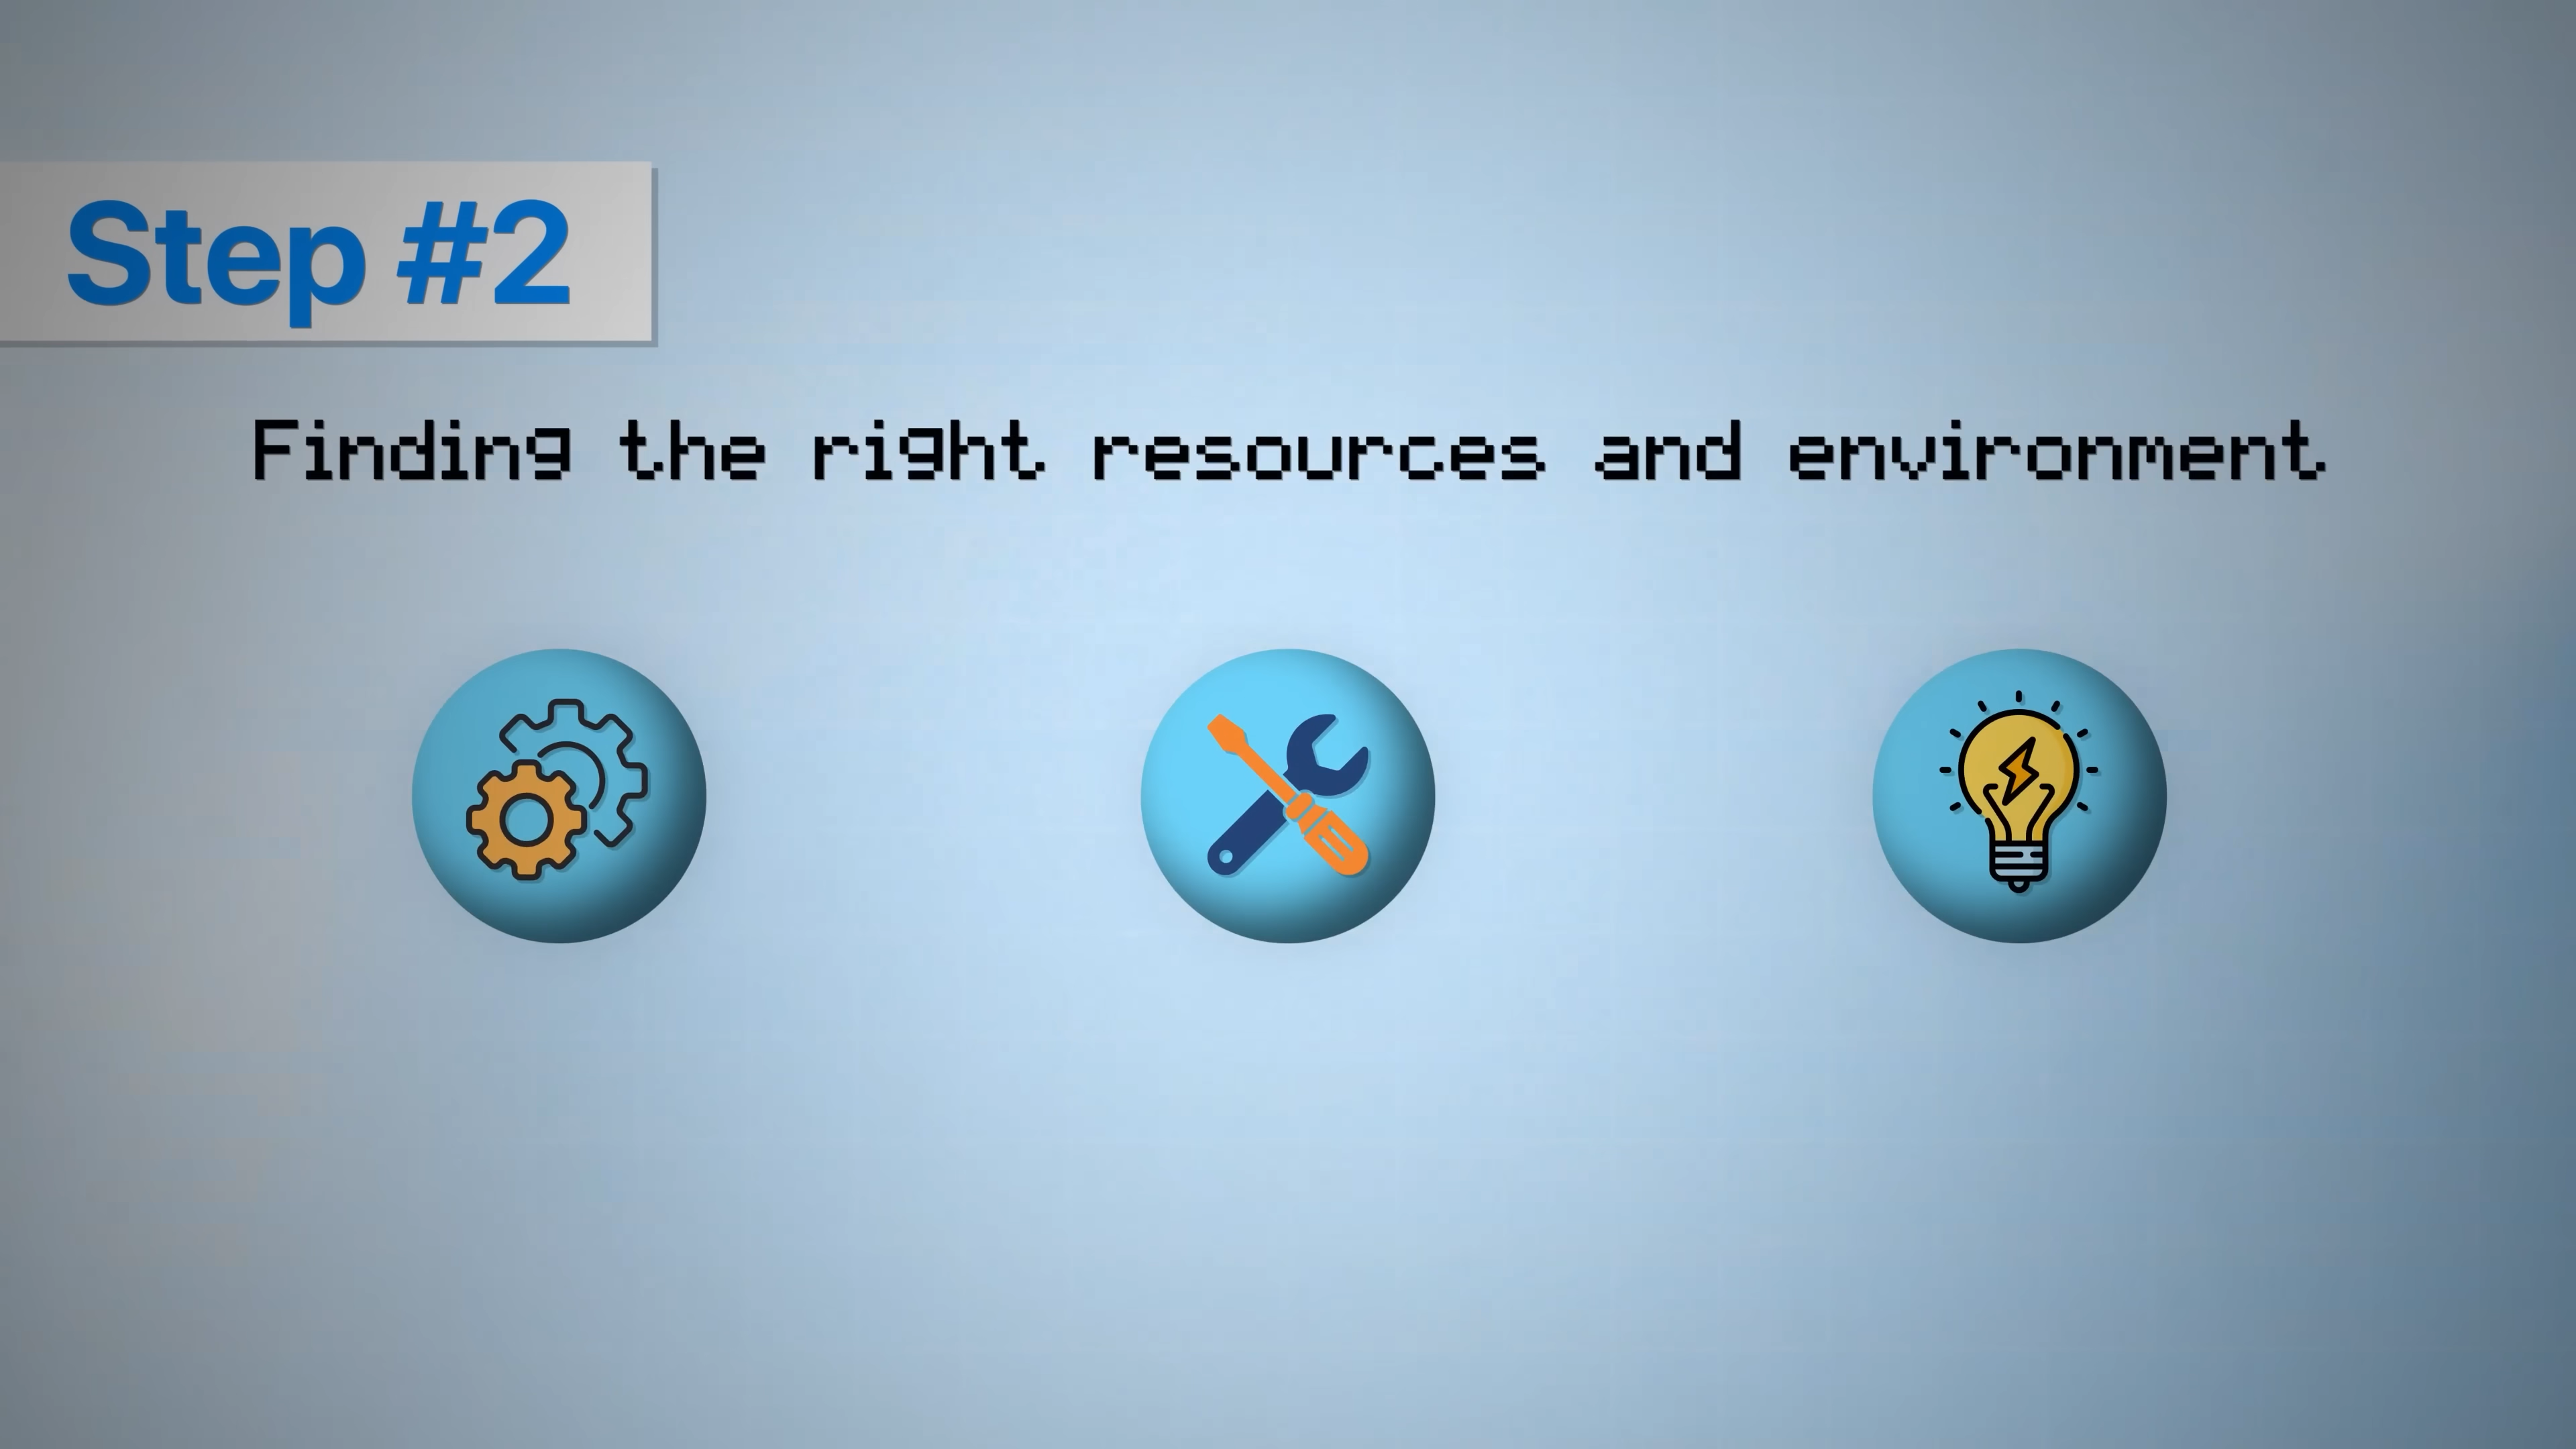 Step #2
Finding the right resources and environment